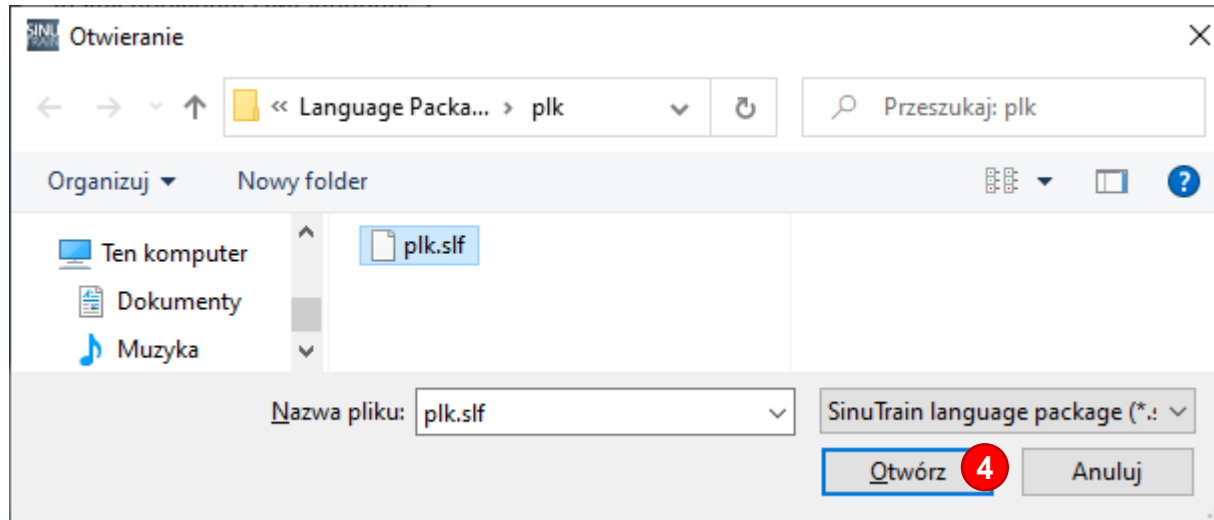 SINU
TRAIN
Otwieranie
« Language Packa... › plk
Przeszukaj: plk
Organizuj
Nowy folder
?
Ten komputer
plk.slf
Dokumenty
Muzyka
Nazwa pliku: plk.slf
SinuTrain language package (*.s
Otwórz 4 Anuluj